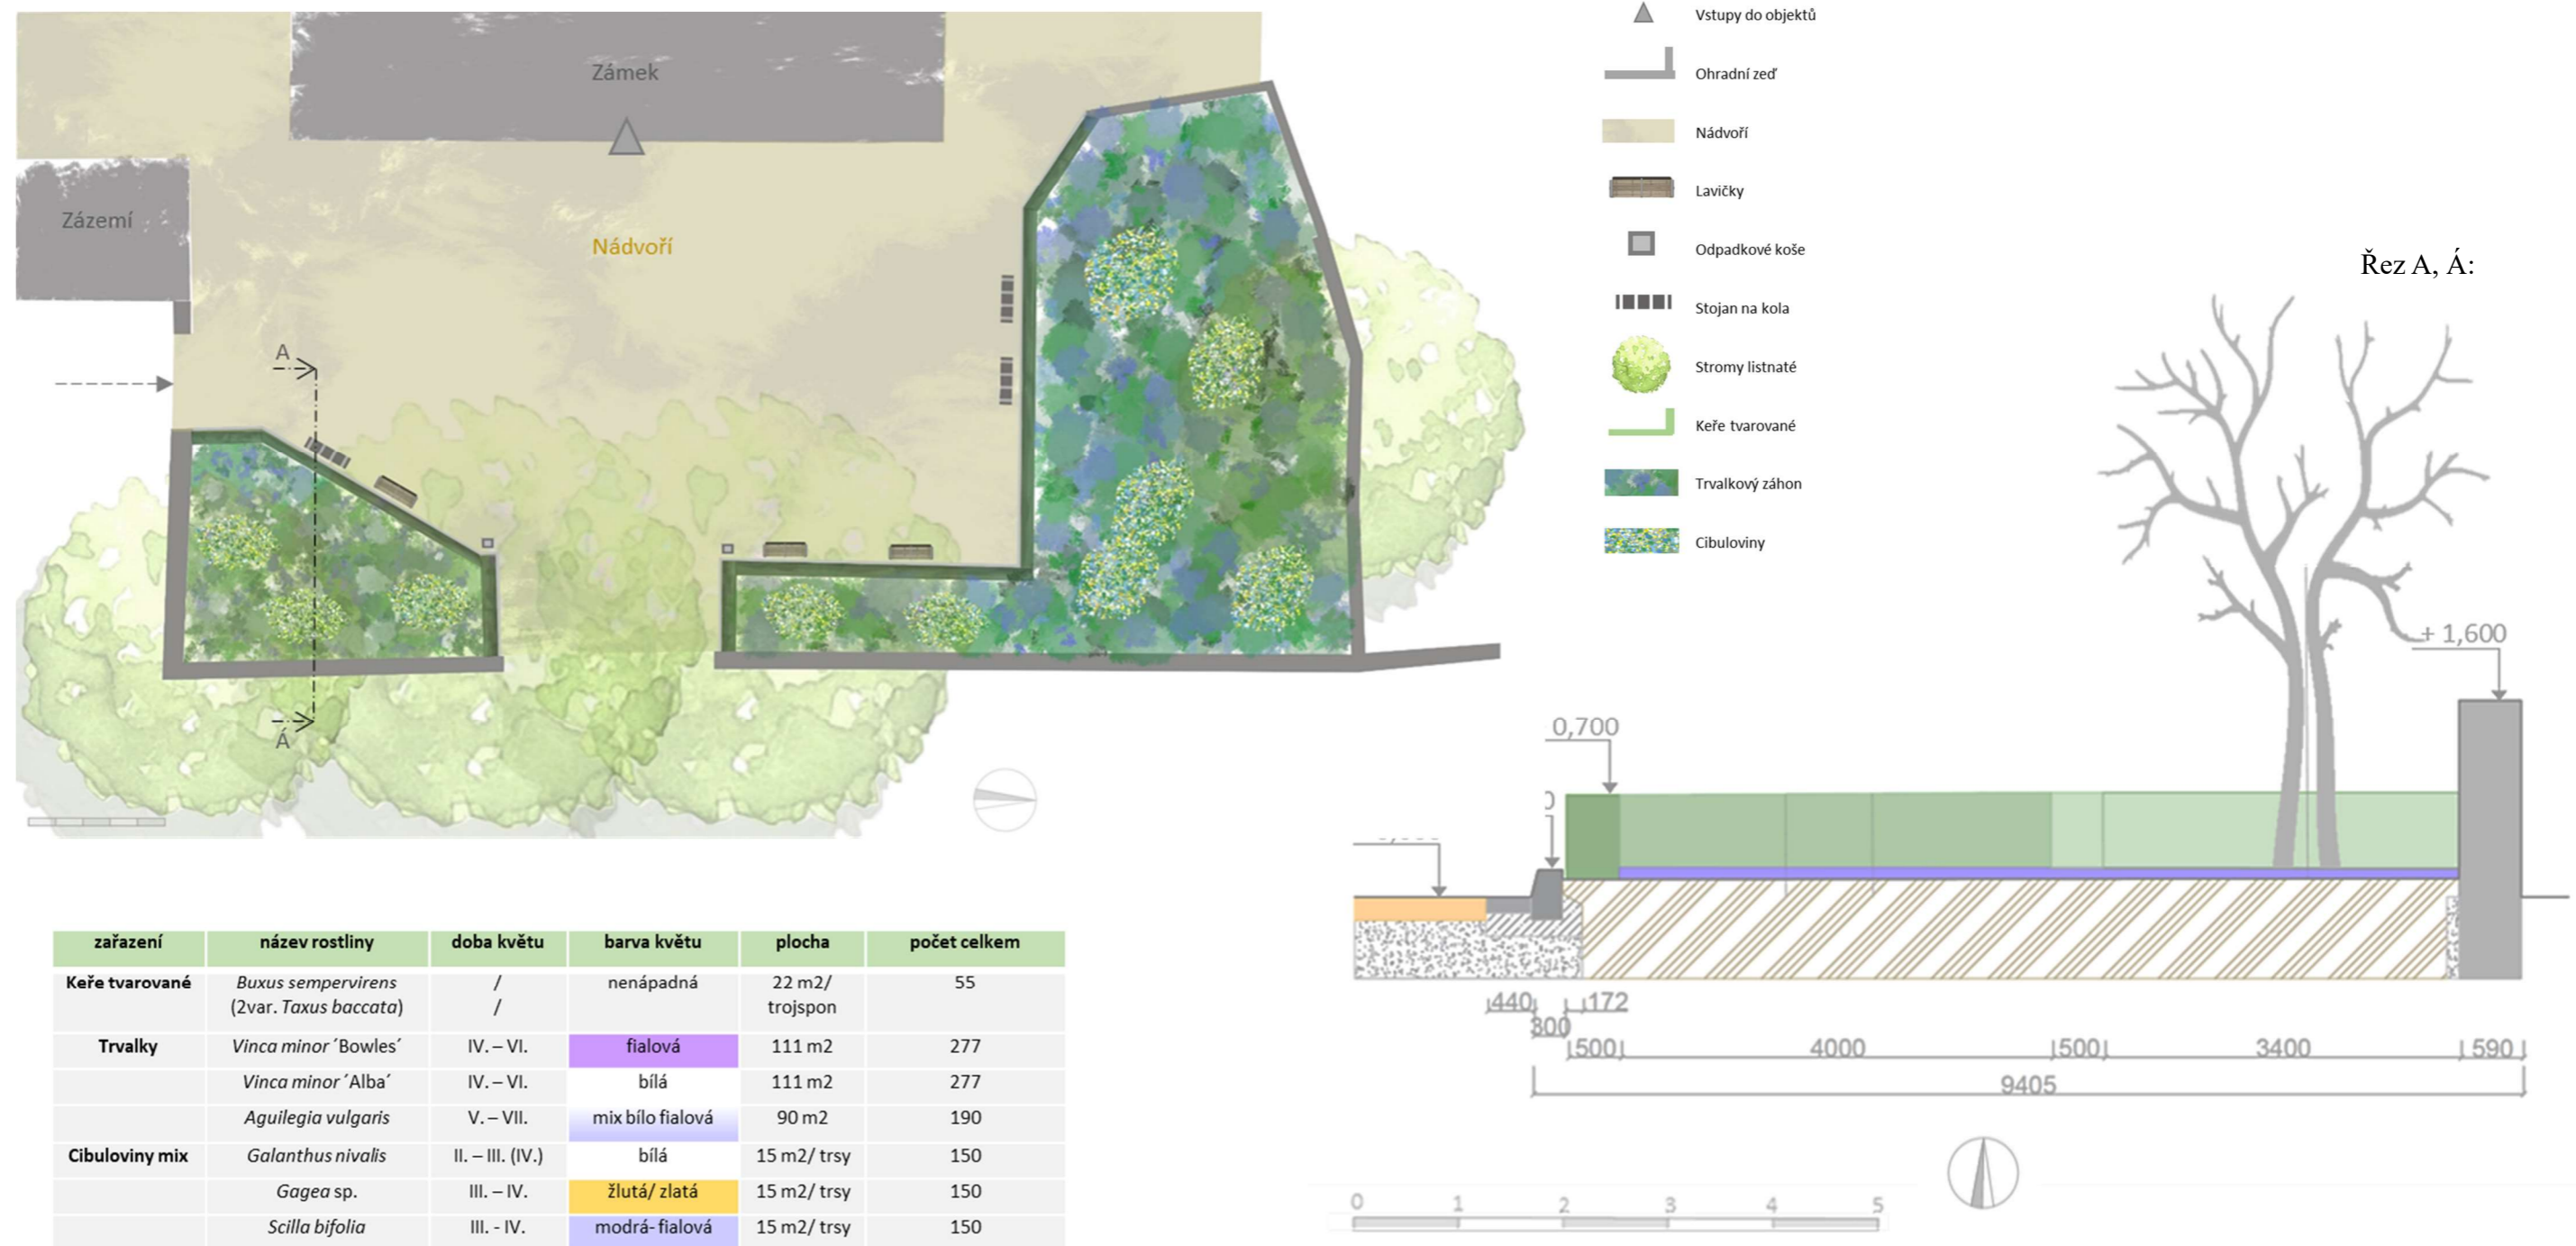 Zámek
Zázemí
Nádvoří
A
Á
Vstupy do objektů
Ohradní zeď
Nádvoří
Lavičky
Odpadkové koše
Stojan na kola
Stromy listnaté
Keře tvarované
Trvalkový záhon
Cibuloviny
Řez A, Á:
+ 1,600
0,700
440
172
300
500
4000
500
3400
590
9405
0 1 2 3 4 5
zařazení název rostliny doba květu barva květu plocha počet celkem
Keře tvarované Buxus sempervirens / nenápadná 22 m2/ 55
(2var. Taxus baccata) / trojspon
Trvalky Vinca minor ´Bowles´ IV. – VI. fialová 111 m2 277
Vinca minor ´Alba´ IV. – VI. bílá 111 m2 277
Aguilegia vulgaris V. – VII. mix bílo fialová 90 m2 190
Cibuloviny mix Galanthus nivalis II. – III. (IV.) bílá 15 m2/ trsy 150
Gagea sp. III. – IV. žlutá/ zlatá 15 m2/ trsy 150
Scilla bifolia III. - IV. modrá- fialová 15 m2/ trsy 150